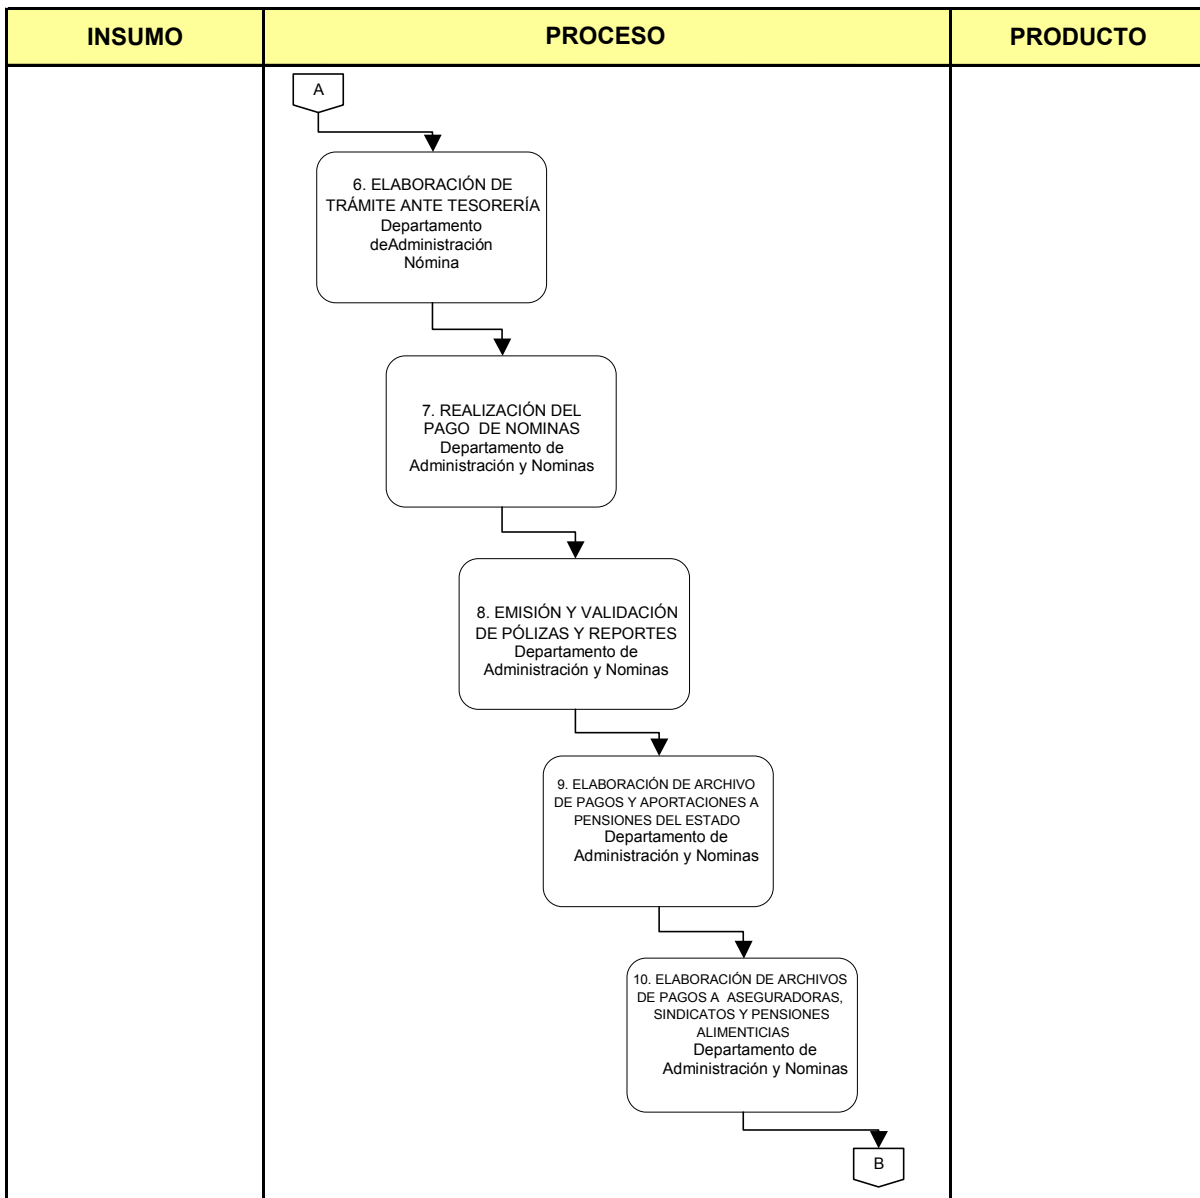 INSUMO
PROCESO
PRODUCTO
A
6. ELABORACIÓN DE
TRÁMITE ANTE TESORERÍA
Departamento
deAdministración
Nómina
7. REALIZACIÓN DEL
PAGO DE NOMINAS
Departamento de
Administración y Nominas
8. EMISIÓN Y VALIDACIÓN
DE PÓLIZAS Y REPORTES
Departamento de
Administración y Nominas
9. ELABORACIÓN DE ARCHIVO
DE PAGOS Y APORTACIONES A
PENSIONES DEL ESTADO
Departamento de
Administración y Nominas
10. ELABORACIÓN DE ARCHIVOS
DE PAGOS A ASEGURADORAS,
SINDICATOS Y PENSIONES
ALIMENTICIAS
Departamento de
Administración y Nominas
B